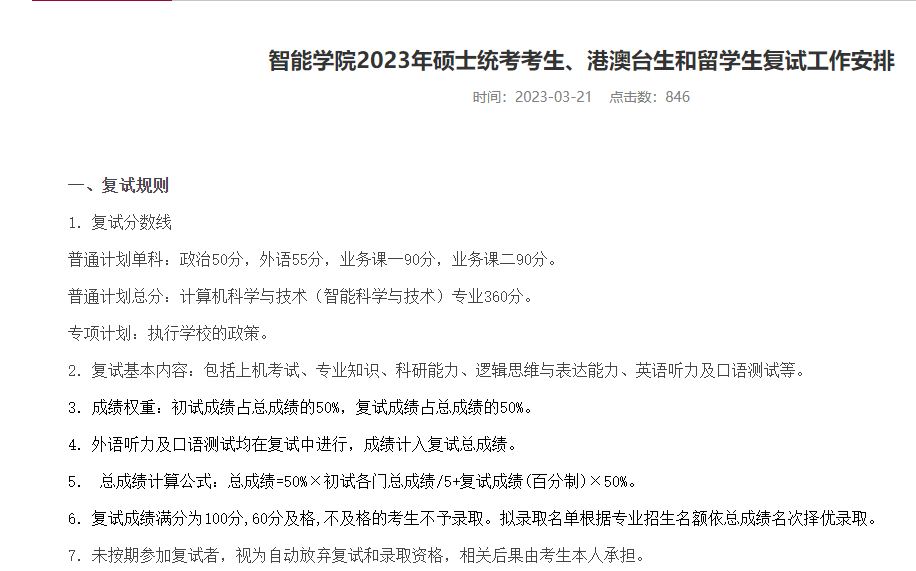 智能学院2023年硕士统考考生、港澳台生和留学生复试工作安排
时间：2023-03-21 点击数：846
一、复试规则
1. 复试分数线
普通计划单科：政治50分，外语55分，业务课一90分，业务课二90分。
普通计划总分：计算机科学与技术（智能科学与技术）专业360分。
专项计划：执行学校的政策。
2. 复试基本内容：包括上机考试、专业知识、科研能力、逻辑思维与表达能力、英语听力及口语测试等。
3. 成绩权重：初试成绩占总成绩的50%，复试成绩占总成绩的50%。
4. 外语听力及口语测试均在复试中进行，成绩计入复试总成绩。
5. 总成绩计算公式：总成绩=50%×初试各门总成绩/5+复试成绩(百分制)×50%。
6. 复试成绩满分为100分,60分及格,不及格的考生不予录取。拟录取名单根据专业招生名额依总成绩名次择优录取。
7. 未按期参加复试者，视为自动放弃复试和录取资格，相关后果由考生本人承担。